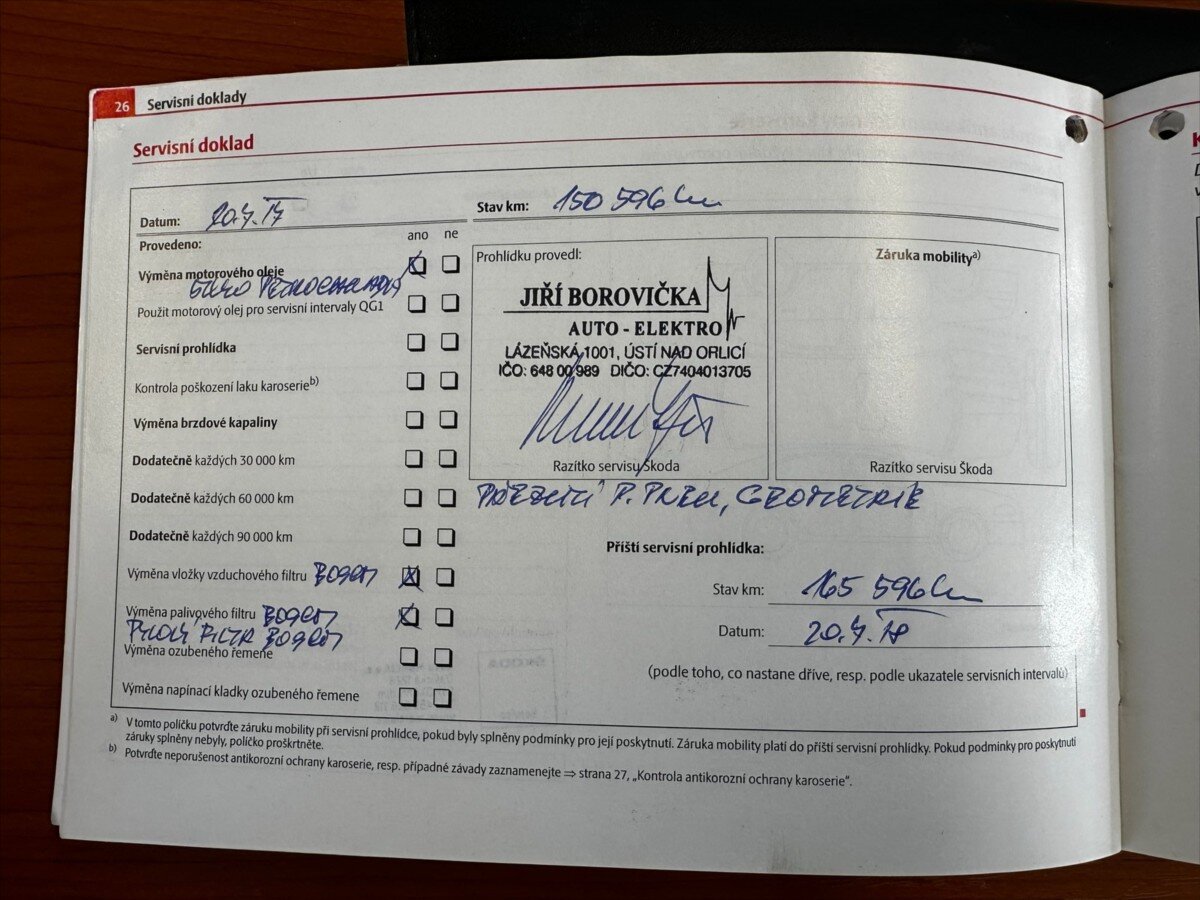 26 Servisní doklady
Servisní doklad
Datum: 20.4.17
Stav km: 150 596 km
Provedeno:
ano ne
Výměna motorového oleje
Použit motorový olej pro servisní intervaly QG1
Servisní prohlídka
Kontrola poškození laku karoserieb)
Výměna brzdové kapaliny
Dodatečně každých 30 000 km
Dodatečně každých 60 000 km
Dodatečně každých 90 000 km
Výměna vložky vzduchového filtru
Výměna palivového filtru
Výměna ozubeného řemene
Výměna napínací kladky ozubeného řemene
Prohlídku provedl:
JIŘÍ BOROVIČKA
AUTO - ELEKTRO
LÁZEŇSKÁ 1001, ÚSTÍ NAD ORLICÍ
IČO: 648 00 989 DIČO: CZ7404013705
Razítko servisu Škoda
Záruka mobilitya)
Razítko servisu Škoda
GEOMETRIE
Příští servisní prohlídka:
Stav km: 165 596 km
Datum: 20.4.18
(podle toho, co nastane dříve, resp. podle ukazatele servisních intervalů)
a) V tomto políčku potvrďte záruku mobility při servisní prohlídce, pokud byly splněny podmínky pro její poskytnutí. Záruka mobility platí do příští servisní prohlídky. Pokud podmínky pro poskytnutí
záruky splněny nebyly, políčko proškrtněte.
b) Potvrďte neporušenost antikorozní ochrany karoserie, resp. případné závady zaznamenejte ⇒ strana 27, „Kontrola antikorozní ochrany karoserie“.